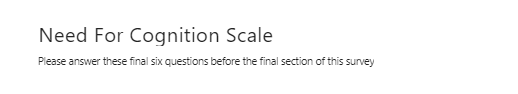 Need For Cognition Scale
Please answer these final six questions before the final section of this survey